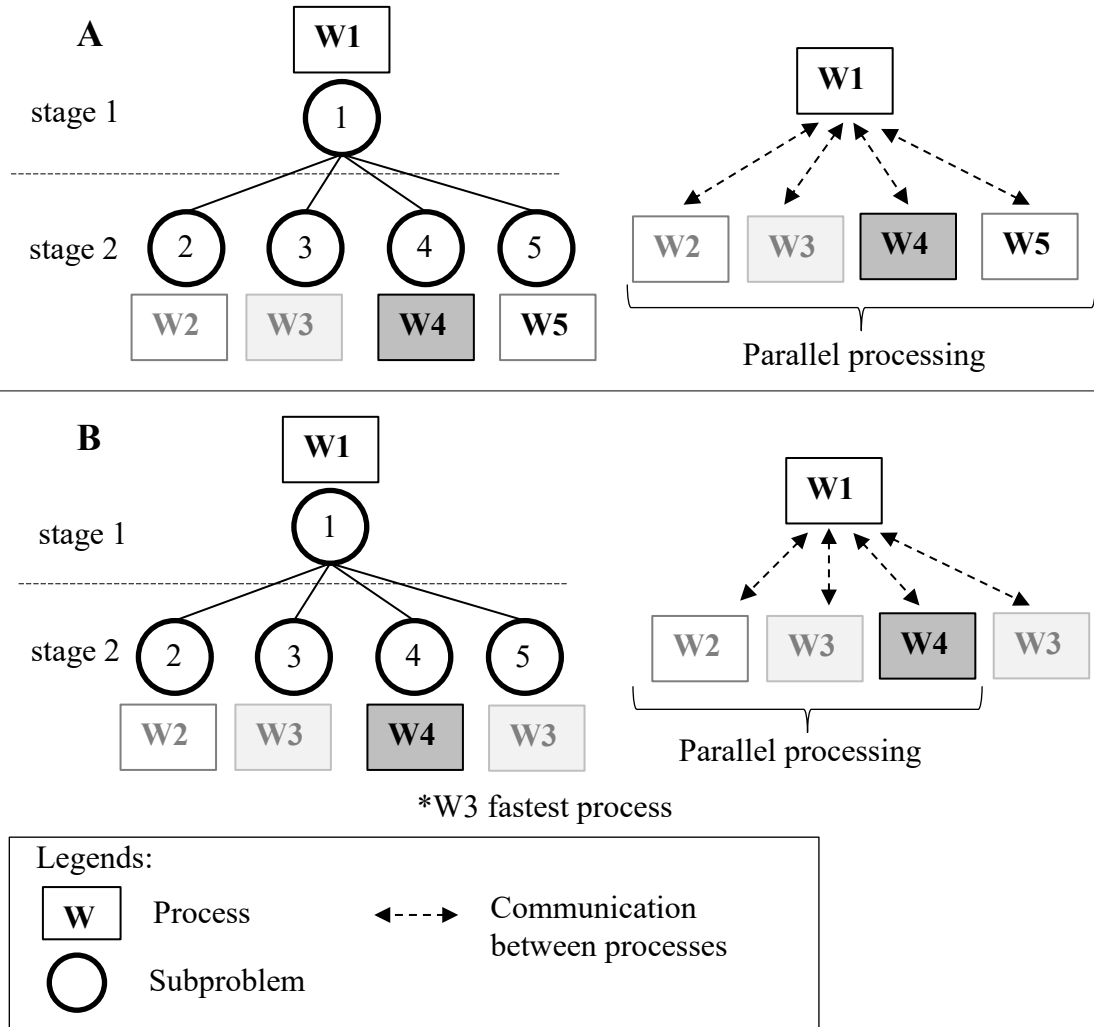 A
W1
W1
stage 1
1
stage 2
2 3 4 5
W2 W3 W4 W5
W2 W3 W4 W5
Parallel processing
B
W1
W1
stage 1
1
stage 2
2 3 4 5
W2 W3 W4 W3
W2 W3 W4 W3
Parallel processing
*W3 fastest process
Legends:
W Process
Communication
between processes
Subproblem